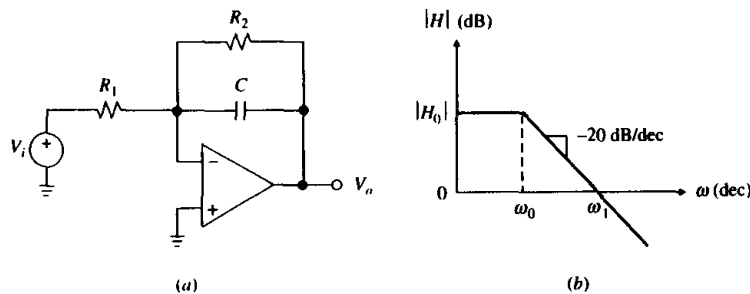 R₂
R₁
C
Vᵢ
−
+
+
Vₒ
(a)
|H| (dB)
|H₀|
−20 dB/dec
0
ω₀
ω₁
ω (dec)
(b)